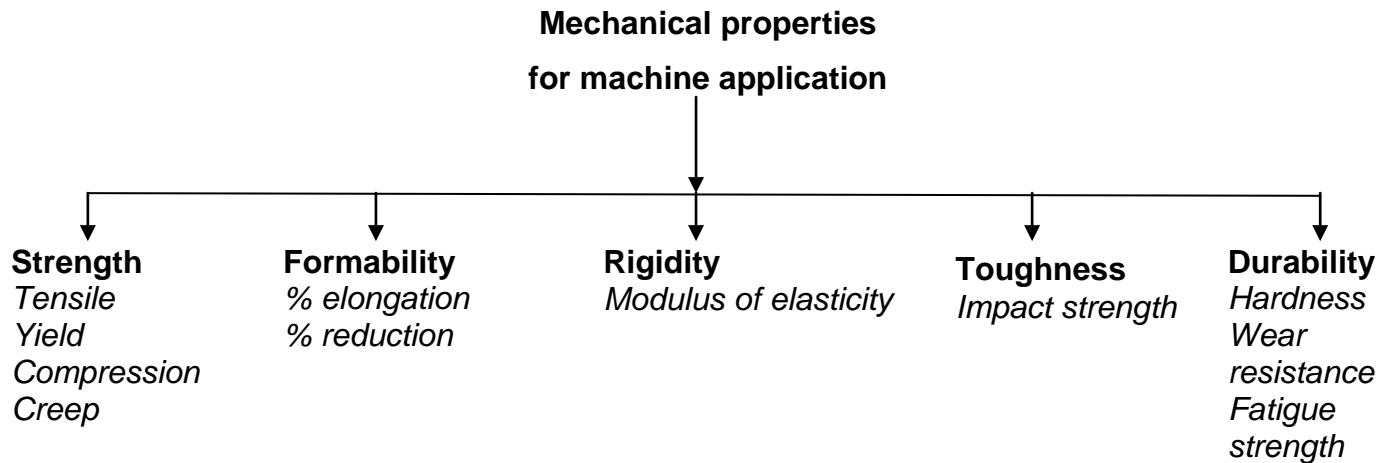 Mechanical properties
for machine application
Strength
Tensile
Yield
Compression
Creep
Formability
% elongation
% reduction
Rigidity
Modulus of elasticity
Toughness
Impact strength
Durability
Hardness
Wear
resistance
Fatigue
strength